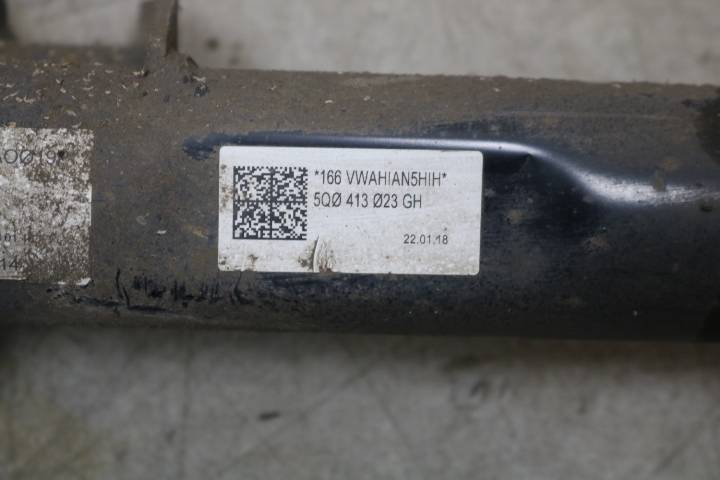 *166 VWAHIAN5HIH*
5QØ 413 Ø23 GH
22.01.18